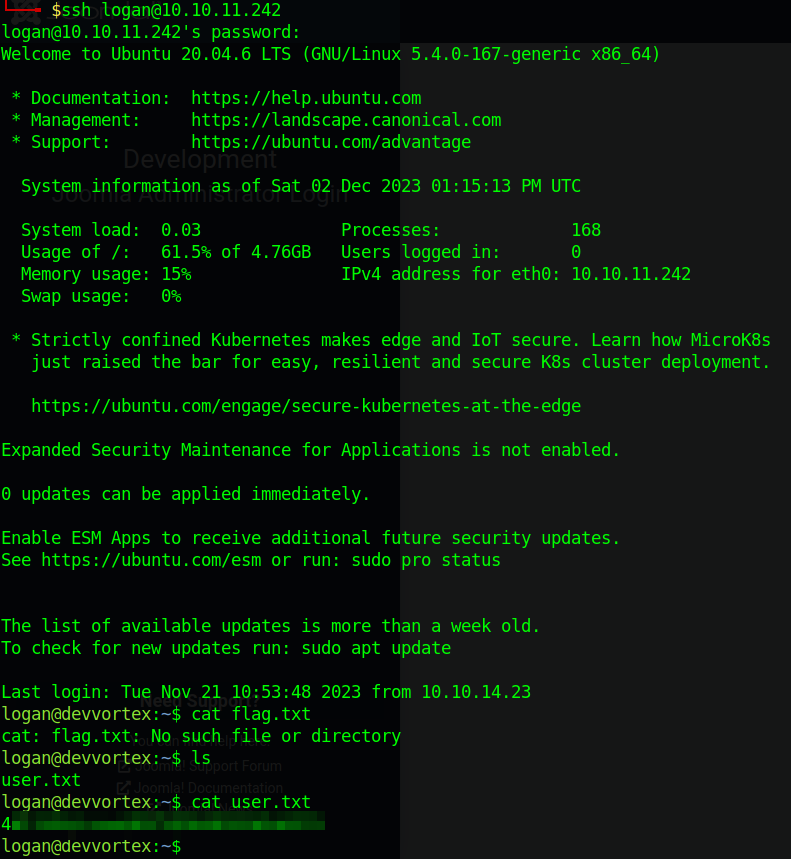 $ssh logan@10.10.11.242
logan@10.10.11.242's password:
Welcome to Ubuntu 20.04.6 LTS (GNU/Linux 5.4.0-167-generic x86_64)
* Documentation:  https://help.ubuntu.com
* Management:     https://landscape.canonical.com
* Support:        https://ubuntu.com/advantage
Development
System information as of Sat 02 Dec 2023 01:15:13 PM UTC
Joomla Administrator Login
System load:  0.03              Processes:             168
Usage of /:   61.5% of 4.76GB   Users logged in:       0
Memory usage: 15%               IPv4 address for eth0: 10.10.11.242
Swap usage:   0%
* Strictly confined Kubernetes makes edge and IoT secure. Learn how MicroK8s
just raised the bar for easy, resilient and secure K8s cluster deployment.
https://ubuntu.com/engage/secure-kubernetes-at-the-edge
Expanded Security Maintenance for Applications is not enabled.
0 updates can be applied immediately.
Enable ESM Apps to receive additional future security updates.
See https://ubuntu.com/esm or run: sudo pro status
The list of available updates is more than a week old.
To check for new updates run: sudo apt update
Last login: Tue Nov 21 10:53:48 2023 from 10.10.14.23
Need Support?
logan@devvortex:~$ cat flag.txt
cat: flag.txt: No such file or directory
logan@devvortex:~$ ls
Joomla! Support Forum
user.txt
Joomla! Documentation
logan@devvortex:~$ cat user.txt
4
logan@devvortex:~$